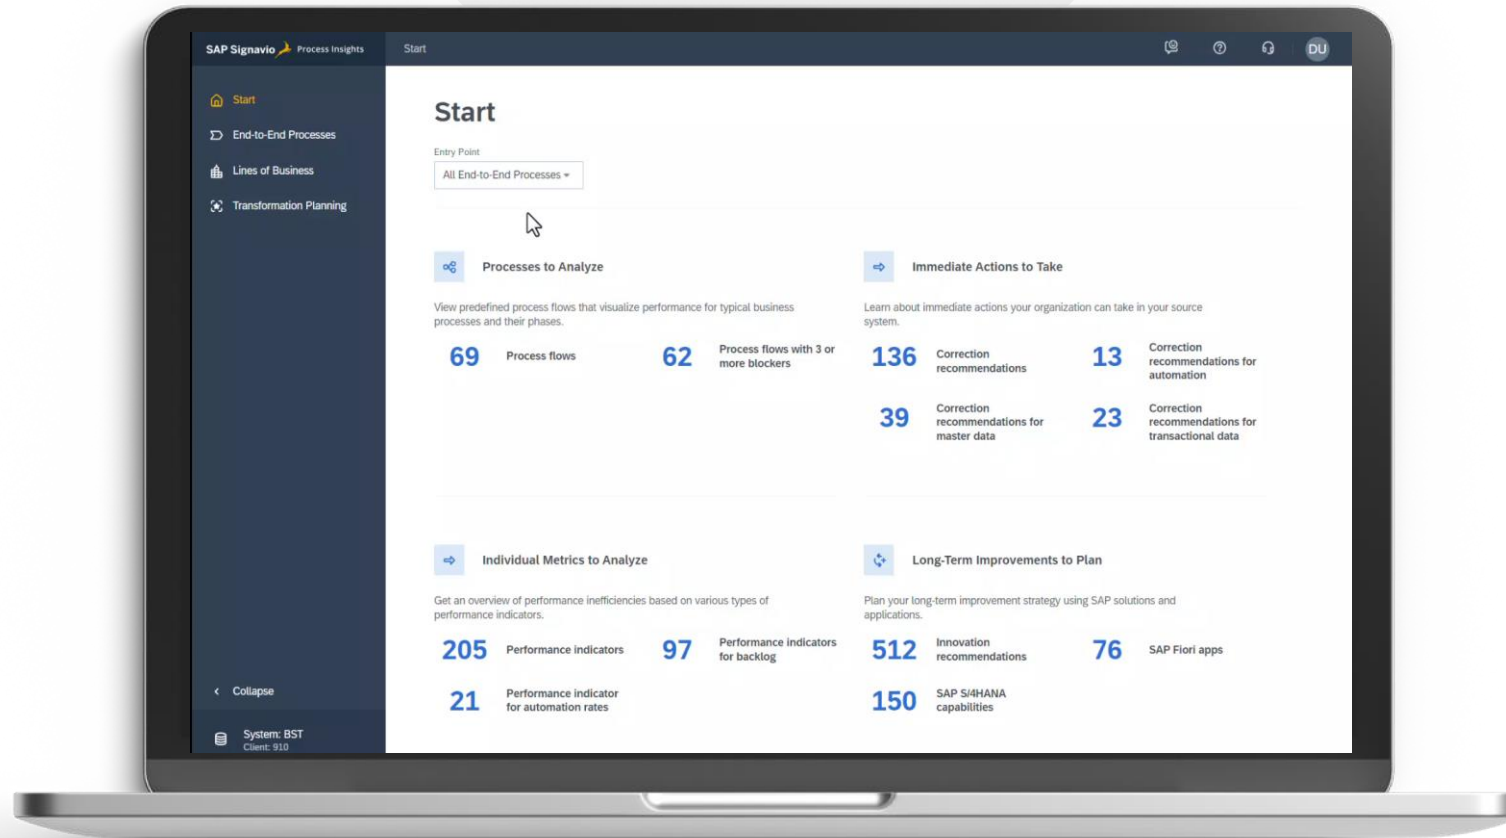 SAP Signavio Process Insights
Start
DU
Start
End-to-End Processes
Lines of Business
Transformation Planning
Collapse
System: BST
Client: 910
Start
Entry Point
All End-to-End Processes
Processes to Analyze
View predefined process flows that visualize performance for typical business
processes and their phases.
69 Process flows
62 Process flows with 3 or
more blockers
Immediate Actions to Take
Learn about immediate actions your organization can take in your source
system.
136 Correction
recommendations
13 Correction
recommendations for
automation
39 Correction
recommendations for
master data
23 Correction
recommendations for
transactional data
Individual Metrics to Analyze
Get an overview of performance inefficiencies based on various types of
performance indicators.
205 Performance indicators
97 Performance indicators
for backlog
21 Performance indicator
for automation rates
Long-Term Improvements to Plan
Plan your long-term improvement strategy using SAP solutions and
applications.
512 Innovation
recommendations
76 SAP Fiori apps
150 SAP S/4HANA
capabilities